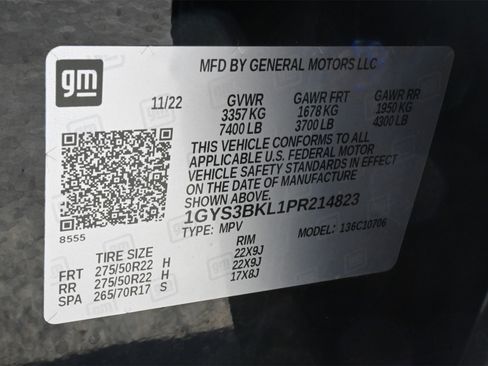 gm
MFD BY GENERAL MOTORS LLC
11/22 GVWR GAWR FRT GAWR RR
3357 KG 1678 KG 1950 KG
7400 LB 3700 LB 4300 LB
THIS VEHICLE CONFORMS TO ALL
APPLICABLE U.S. FEDERAL MOTOR
VEHICLE SAFETY STANDARDS IN EFFECT
ON THE DATE OF MANUFACTURE
SHOWN ABOVE.
1GYS3BKL1PR214823
8555
TYPE: MPV MODEL: 136C10706
TIRE SIZE RIM
FRT 275/50R22 H 22X9J
RR 275/50R22 H 22X9J
SPA 265/70R17 S 17X8J